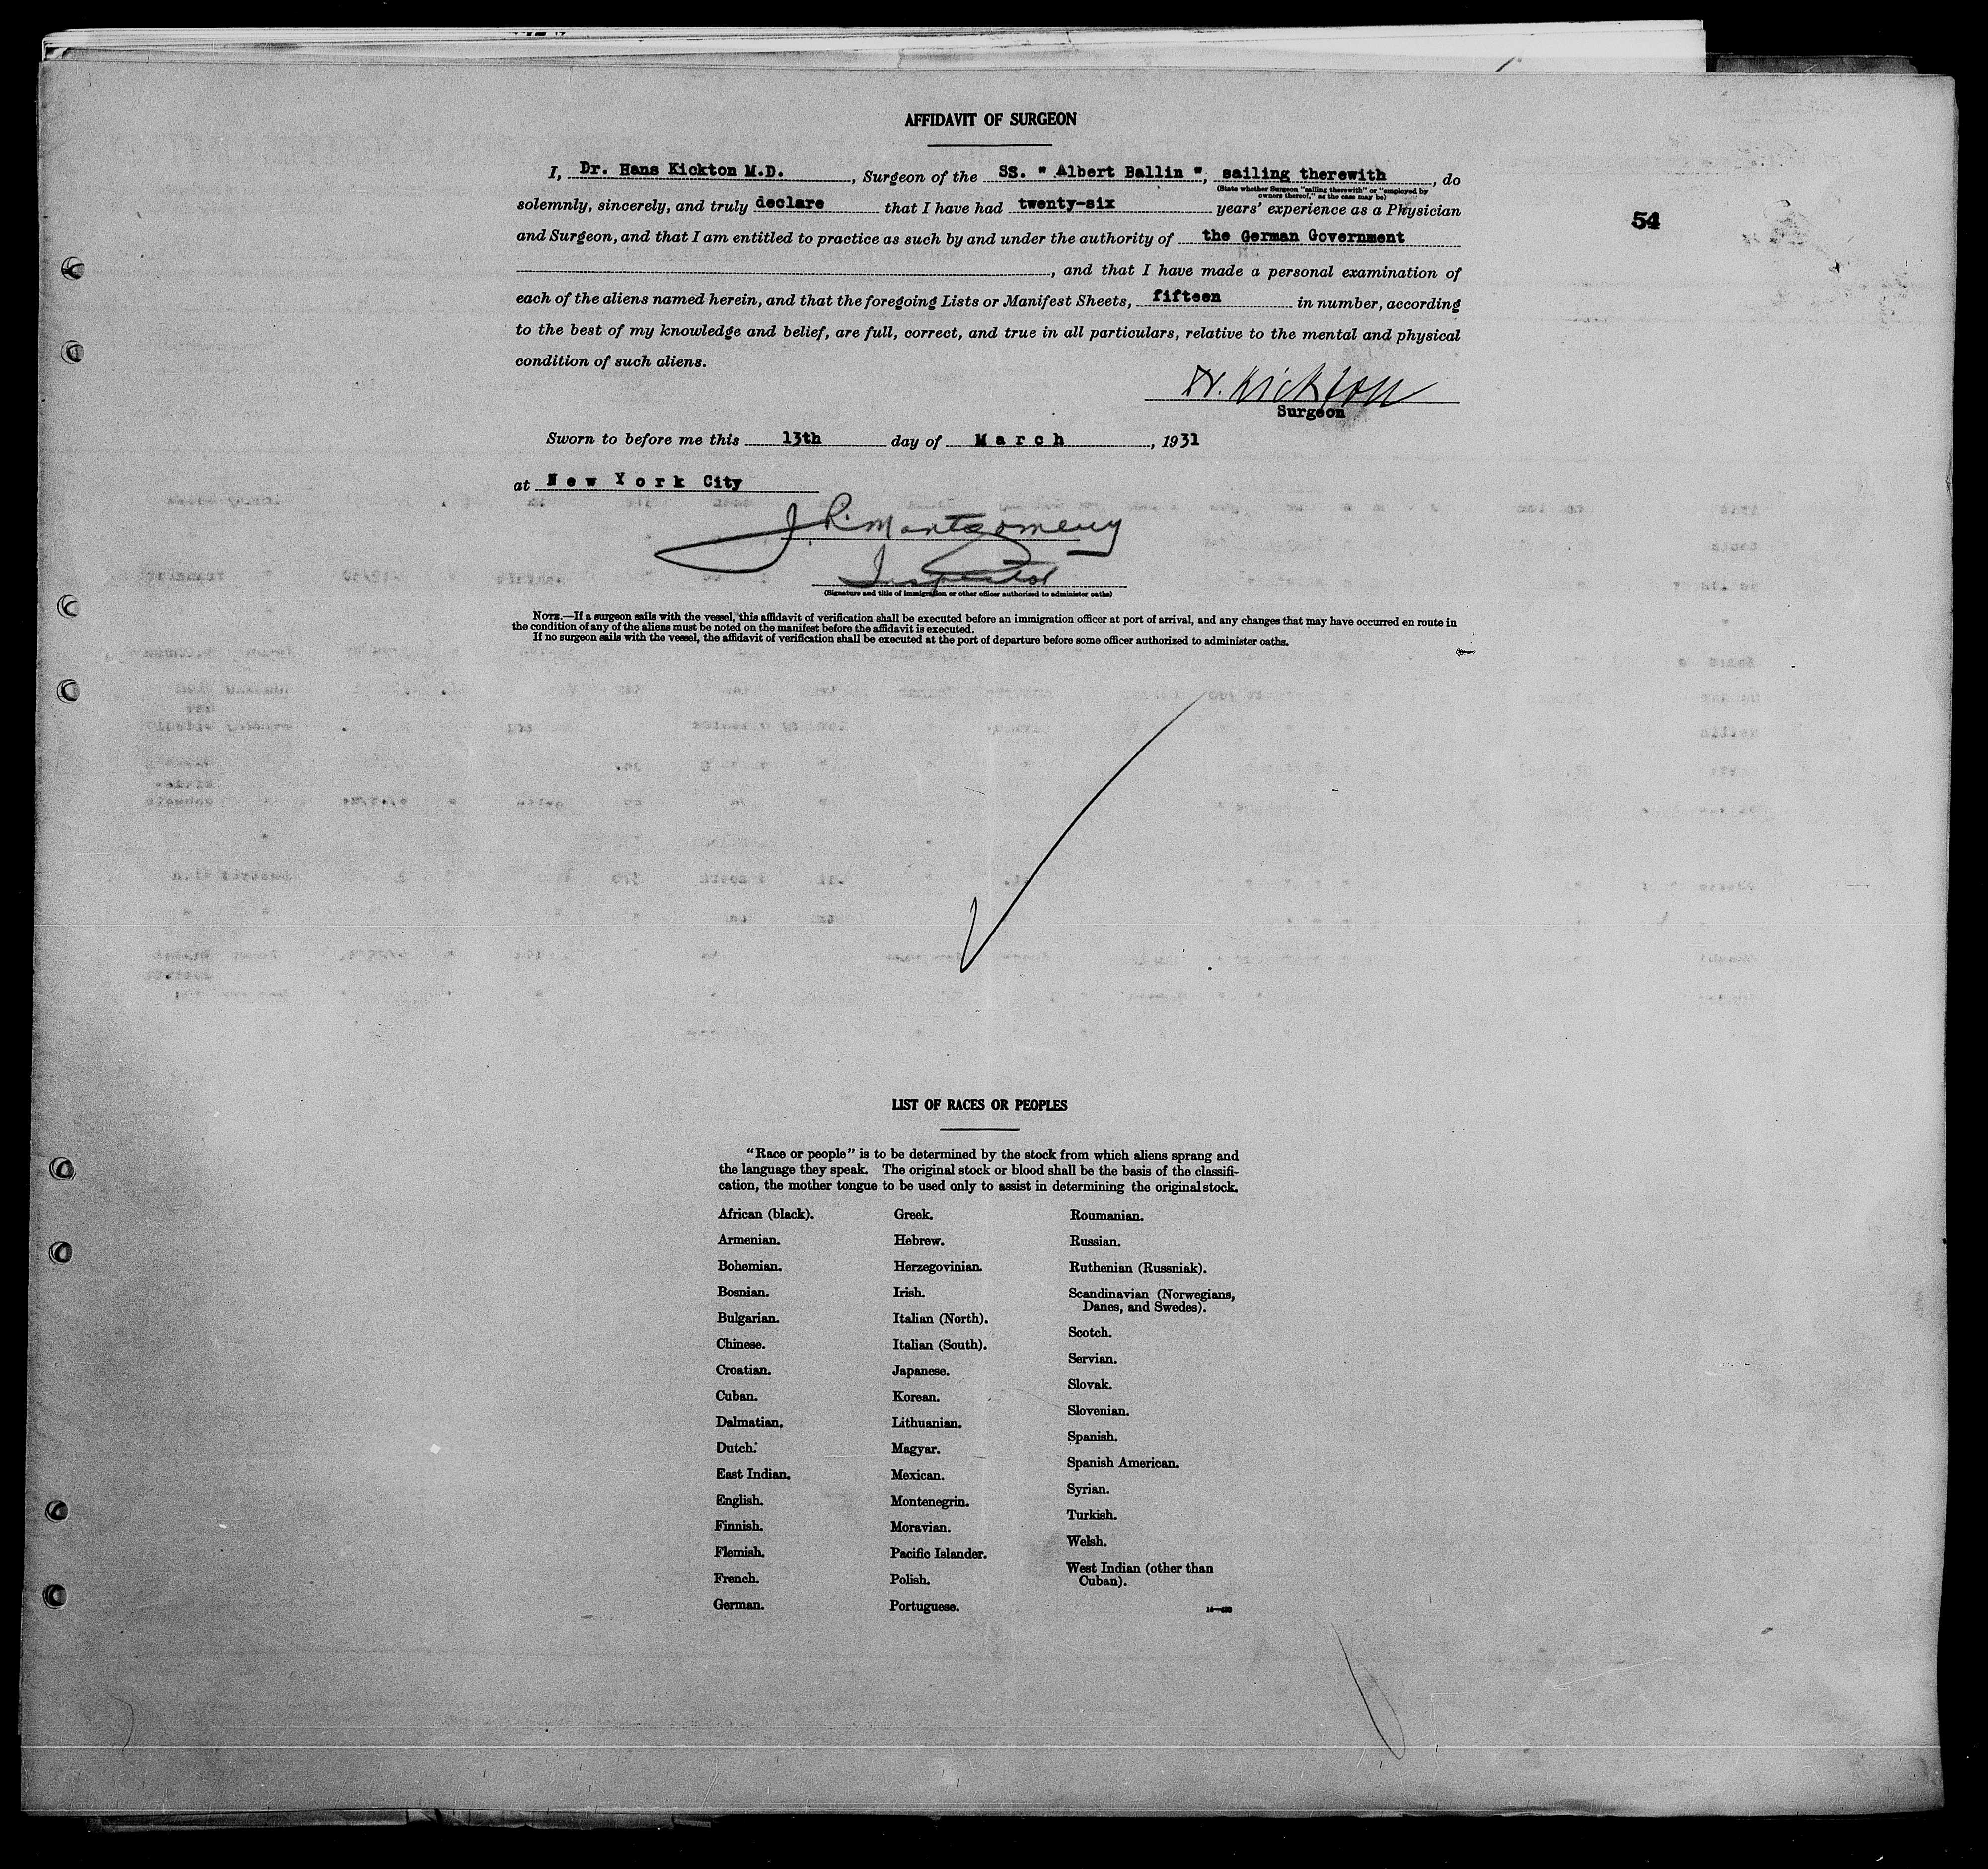 AFFIDAVIT OF SURGEON
I, Dr. Hans Kickton M.D. , Surgeon of the SS. " Albert Ballin ", sailing therewith , do
(State whether Surgeon "sailing therewith" or "employed by
owners thereof," as the case may be)
solemnly, sincerely, and truly declare that I have had twenty-six years' experience as a Physician
54
and Surgeon, and that I am entitled to practice as such by and under the authority of the German Government
, and that I have made a personal examination of
each of the aliens named herein, and that the foregoing Lists or Manifest Sheets, fifteen in number, according
to the best of my knowledge and belief, are full, correct, and true in all particulars, relative to the mental and physical
condition of such aliens.
Dr. Kickton
Surgeon
Sworn to before me this 13th day of March , 1931
at New York City
J. R. Montgomery
Inspector
(Signature and title of immigration or other officer authorized to administer oaths)
NOTE.—If a surgeon sails with the vessel, this affidavit of verification shall be executed before an immigration officer at port of arrival, and any changes that may have occurred en route in
the condition of any of the aliens must be noted on the manifest before the affidavit is executed.
If no surgeon sails with the vessel, the affidavit of verification shall be executed at the port of departure before some officer authorized to administer oaths.
LIST OF RACES OR PEOPLES
"Race or people" is to be determined by the stock from which aliens sprang and
the language they speak. The original stock or blood shall be the basis of the classifi-
cation, the mother tongue to be used only to assist in determining the original stock.
African (black).
Armenian.
Bohemian.
Bosnian.
Bulgarian.
Chinese.
Croatian.
Cuban.
Dalmatian.
Dutch.
East Indian.
English.
Finnish.
Flemish.
French.
German.
Greek.
Hebrew.
Herzegovinian.
Irish.
Italian (North).
Italian (South).
Japanese.
Korean.
Lithuanian.
Magyar.
Mexican.
Montenegrin.
Moravian.
Pacific Islander.
Polish.
Portuguese.
Roumanian.
Russian.
Ruthenian (Russniak).
Scandinavian (Norwegians,
Danes, and Swedes).
Scotch.
Servian.
Slovak.
Slovenian.
Spanish.
Spanish American.
Syrian.
Turkish.
Welsh.
West Indian (other than
Cuban).